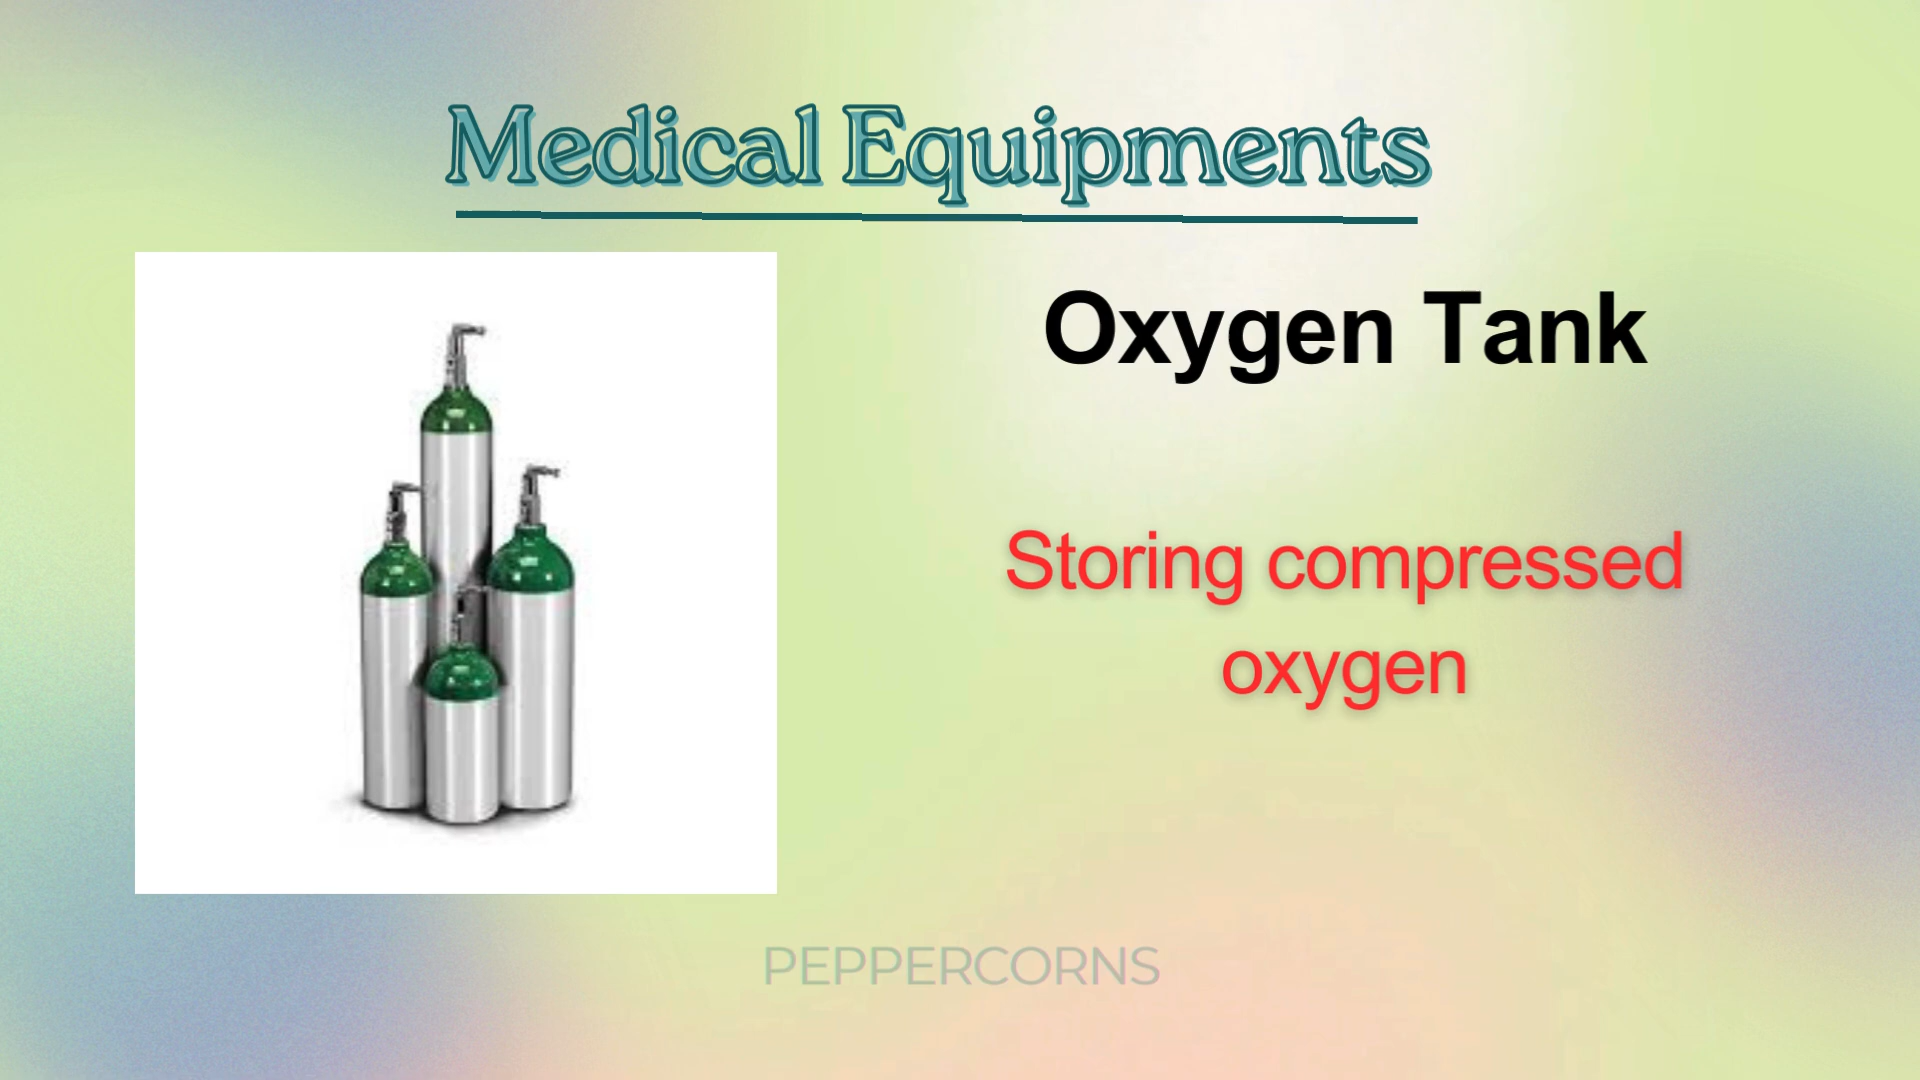 Medical Equipments
Oxygen Tank
Storing compressed
oxygen
PEPPERCORNS